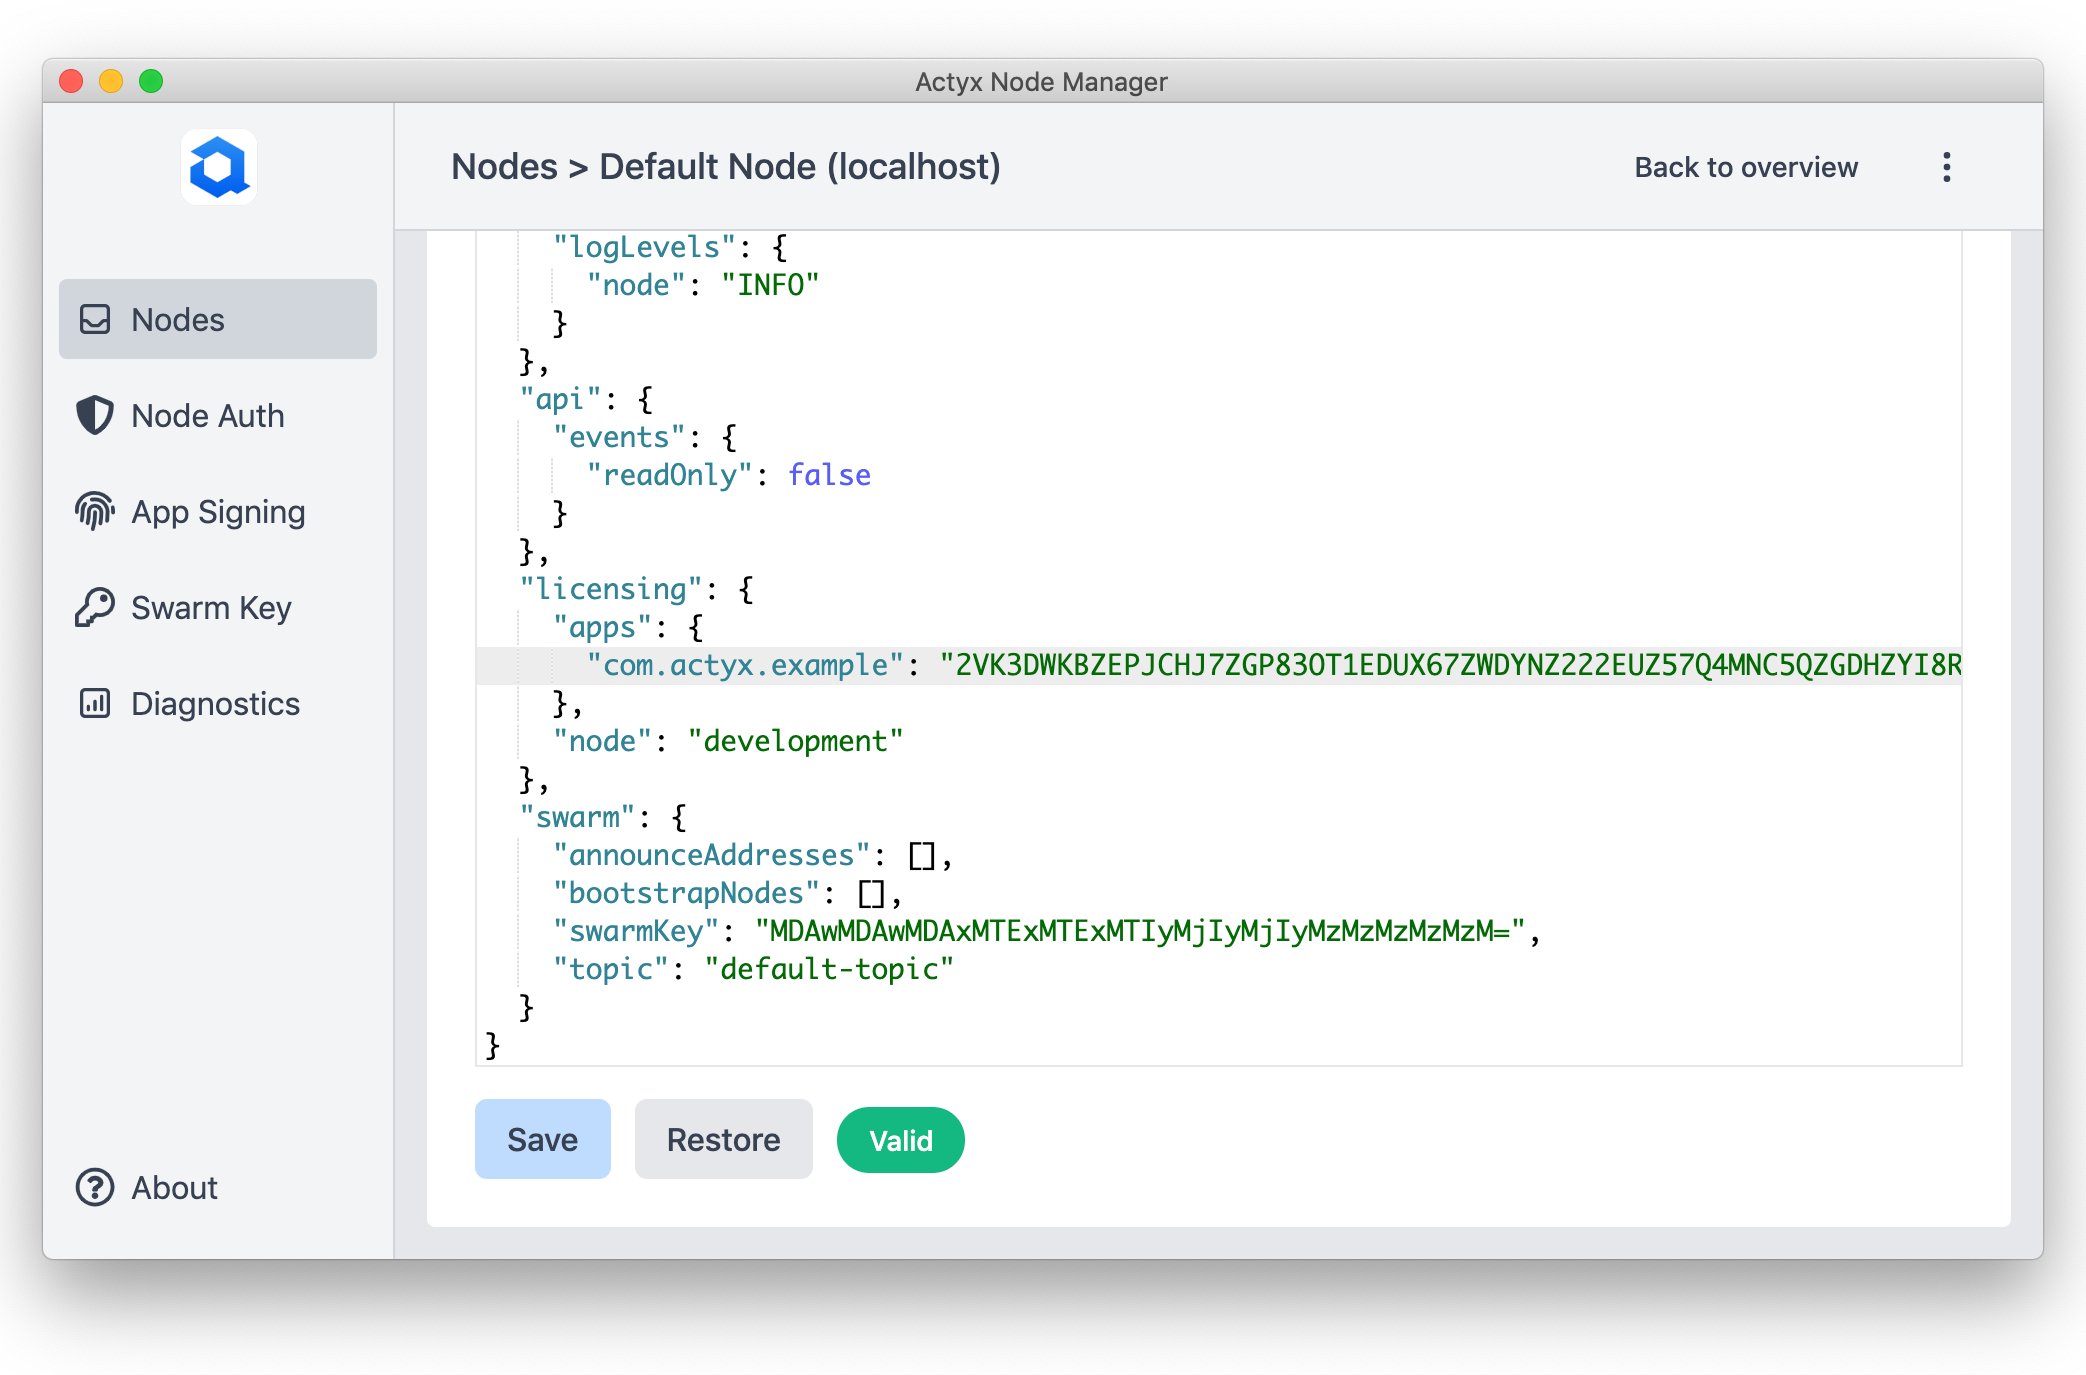 Actyx Node Manager
Nodes > Default Node (localhost)
Back to overview
Nodes
Node Auth
App Signing
Swarm Key
Diagnostics
About
"logLevels": {
"node": "INFO"
}
},
"api": {
"events": {
"readOnly": false
}
},
"licensing": {
"apps": {
"com.actyx.example": "2VK3DWKBZEPJCHJ7ZGP83OT1EDUX67ZWDYNZ222EUZ57Q4MNC5QZGDHZYI8R
},
"node": "development"
},
"swarm": {
"announceAddresses": [],
"bootstrapNodes": [],
"swarmKey": "MDAwMDAwMDAxMTExMTExMTIyMjIyMjIyMzMzMzMzMzM=",
"topic": "default-topic"
}
}
Save
Restore
Valid